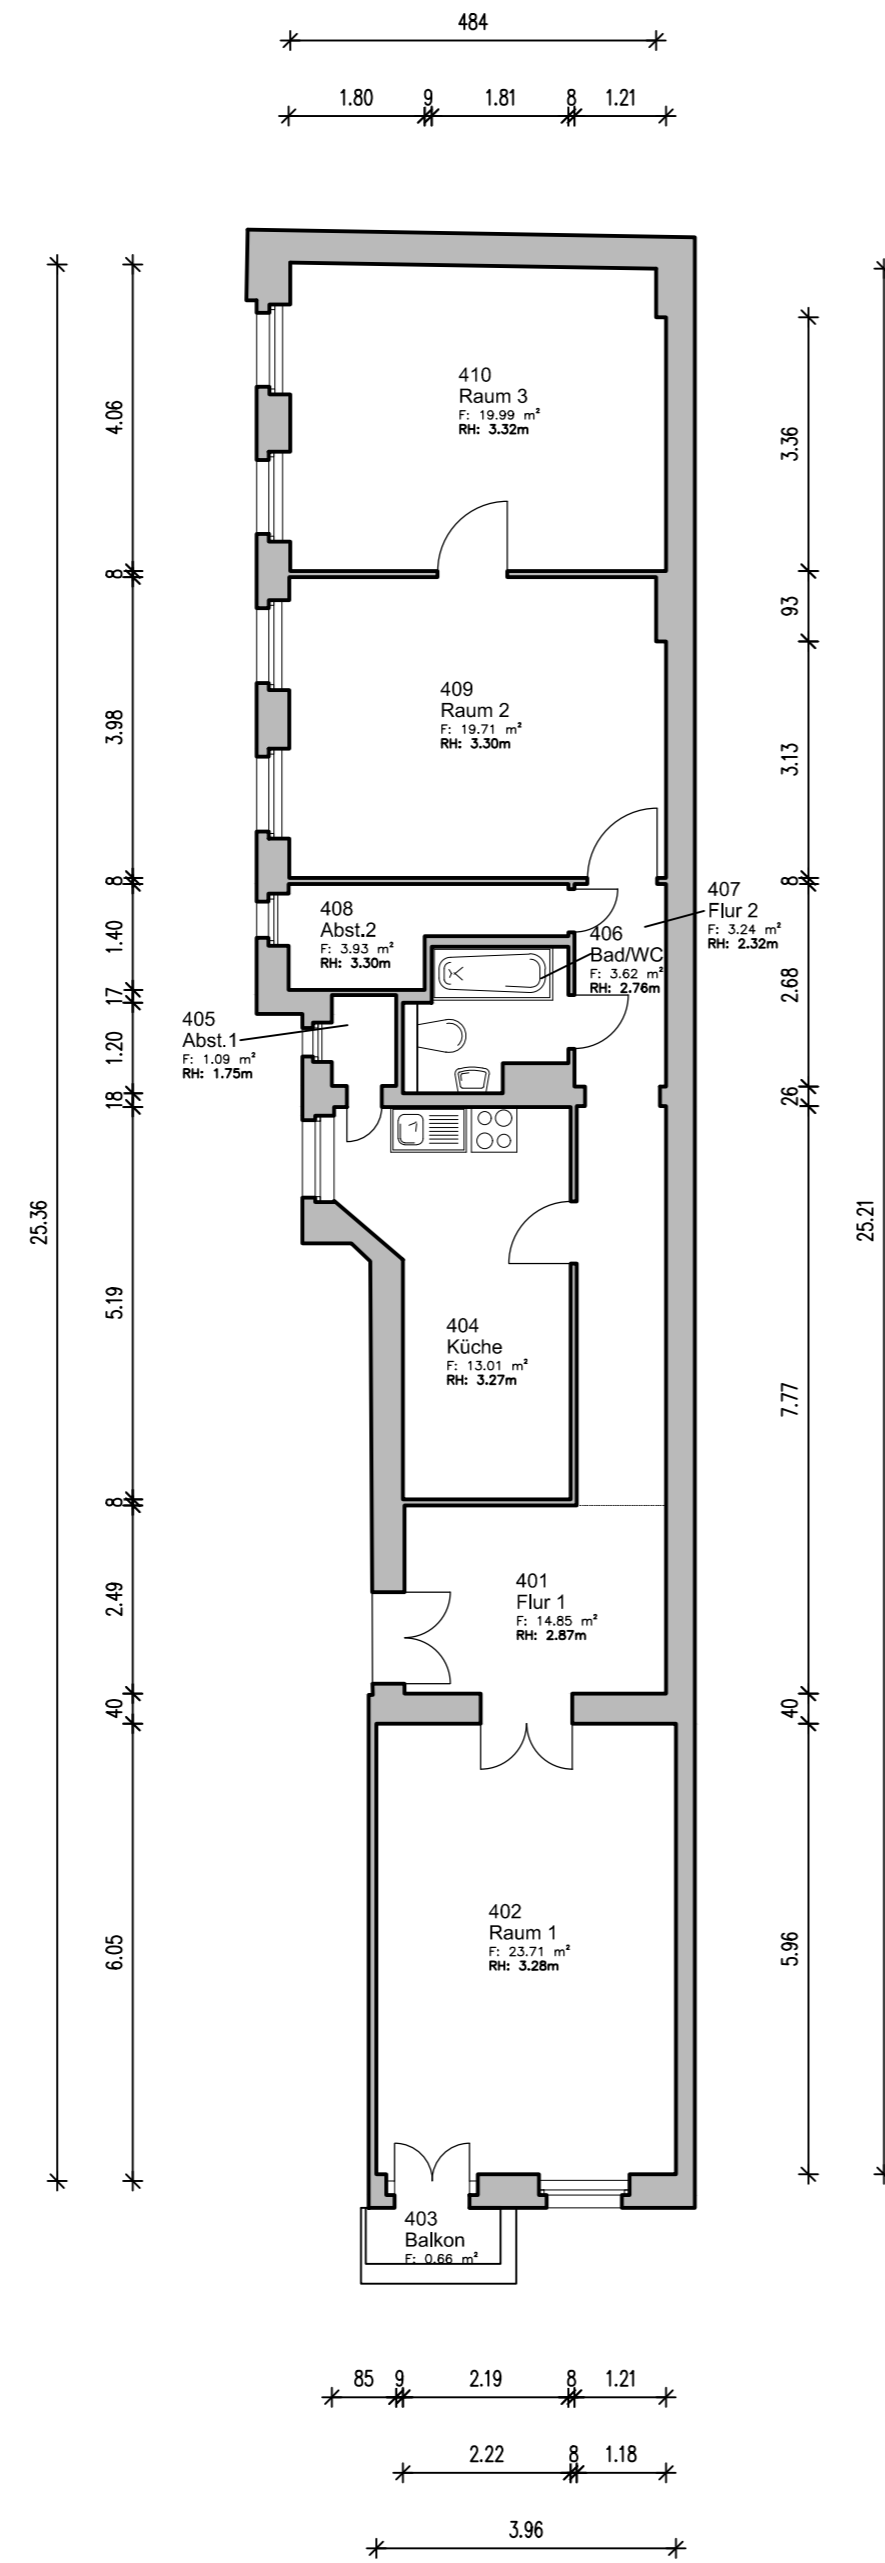 484
1.80 9 1.81 8 1.21
410
Raum 3
F: 19.99 m²
RH: 3.32m
4.06
3.36
8
93
409
Raum 2
F: 19.71 m²
RH: 3.30m
3.98
3.13
8
8
408
Abst.2
F: 3.93 m²
RH: 3.30m
407
Flur 2
F: 3.24 m²
RH: 2.32m
406
Bad/WC
F: 3.62 m²
RH: 2.76m
1.40
2.68
17
405
Abst.1
F: 1.09 m²
RH: 1.75m
1.20
18
26
25.36
25.21
5.19
404
Küche
F: 13.01 m²
RH: 3.27m
7.77
8
2.49
401
Flur 1
F: 14.85 m²
RH: 2.87m
40
40
402
Raum 1
F: 23.71 m²
RH: 3.28m
6.05
5.96
403
Balkon
F: 0.66 m²
85 9 2.19 8 1.21
2.22 8 1.18
3.96